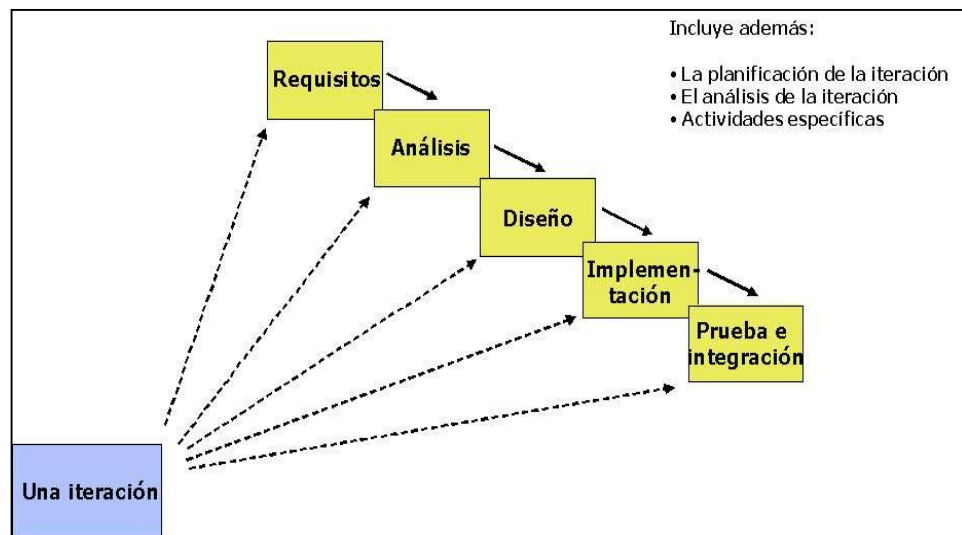 Incluye además:
• La planificación de la iteración
• El análisis de la iteración
• Actividades específicas
Requisitos
Análisis
Diseño
Implemen-
tación
Prueba e
integración
Una iteración